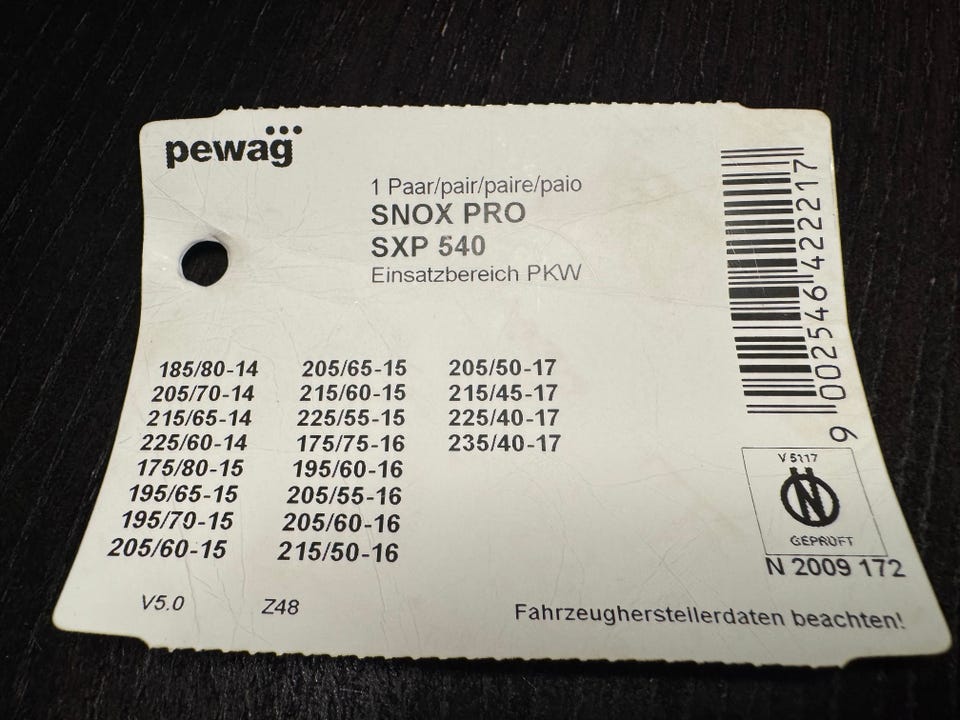 pewag
1 Paar/pair/paire/paio
SNOX PRO
SXP 540
Einsatzbereich PKW
185/80-14 205/65-15 205/50-17
205/70-14 215/60-15 215/45-17
215/65-14 225/55-15 225/40-17
225/60-14 175/75-16 235/40-17
175/80-15 195/60-16
195/65-15 205/55-16
195/70-15 205/60-16
205/60-15 215/50-16
V5.0 Z48
9 002546 422217
V 5117
N
GEPRÜFT
N 2009 172
Fahrzeugherstellerdaten beachten!